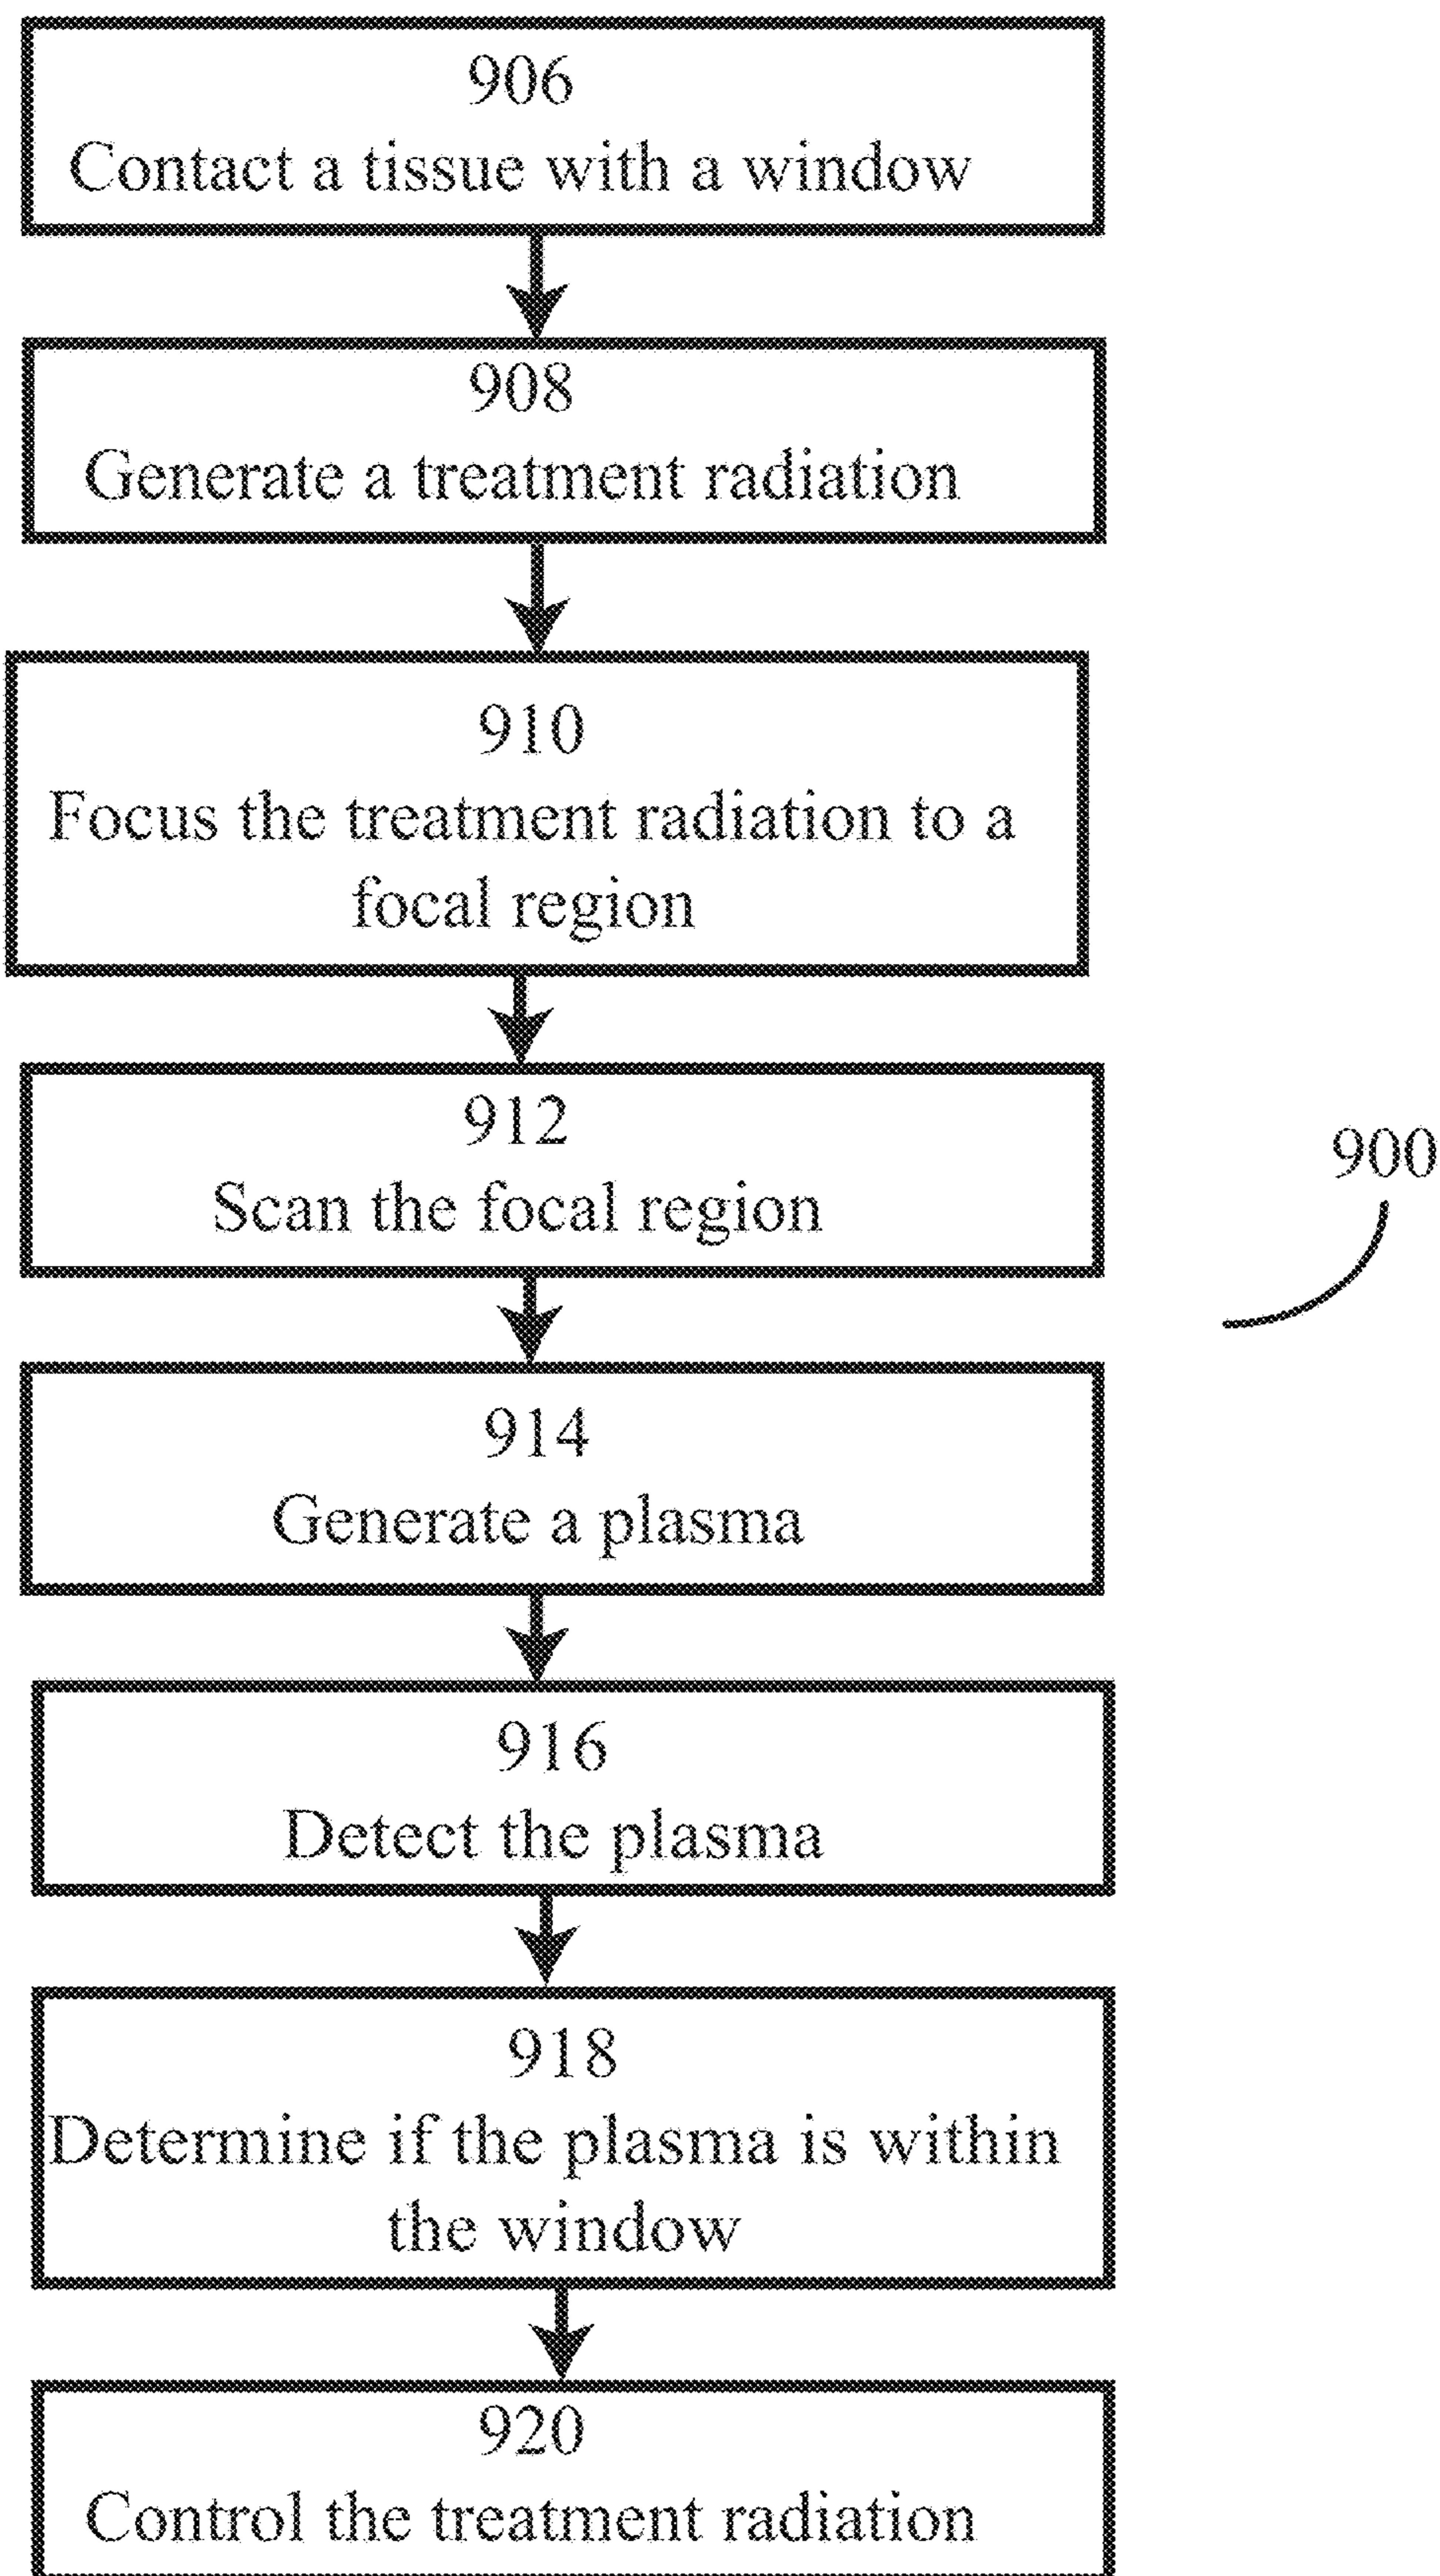 906
Contact a tissue with a window
908
Generate a treatment radiation
910
Focus the treatment radiation to a
focal region
912
Scan the focal region
900
914
Generate a plasma
916
Detect the plasma
918
Determine if the plasma is within
the window
920
Control the treatment radiation